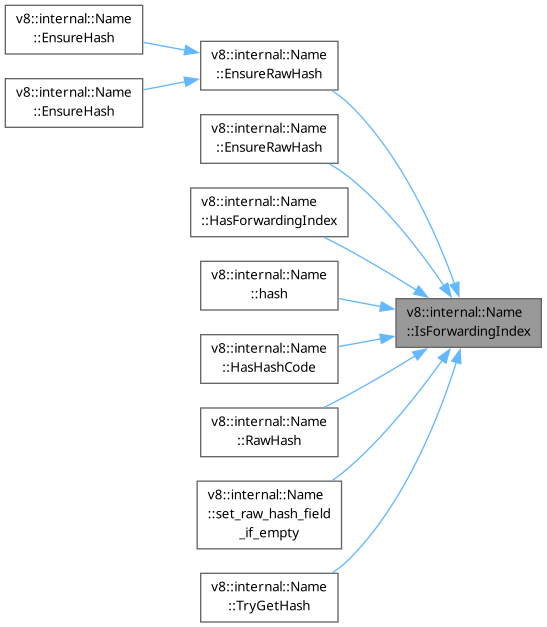 v8::internal::Name
::EnsureHash
v8::internal::Name
::EnsureHash
v8::internal::Name
::EnsureRawHash
v8::internal::Name
::EnsureRawHash
v8::internal::Name
::HasForwardingIndex
v8::internal::Name
::hash
v8::internal::Name
::HasHashCode
v8::internal::Name
::RawHash
v8::internal::Name
::set_raw_hash_field
_if_empty
v8::internal::Name
::TryGetHash
v8::internal::Name
::IsForwardingIndex